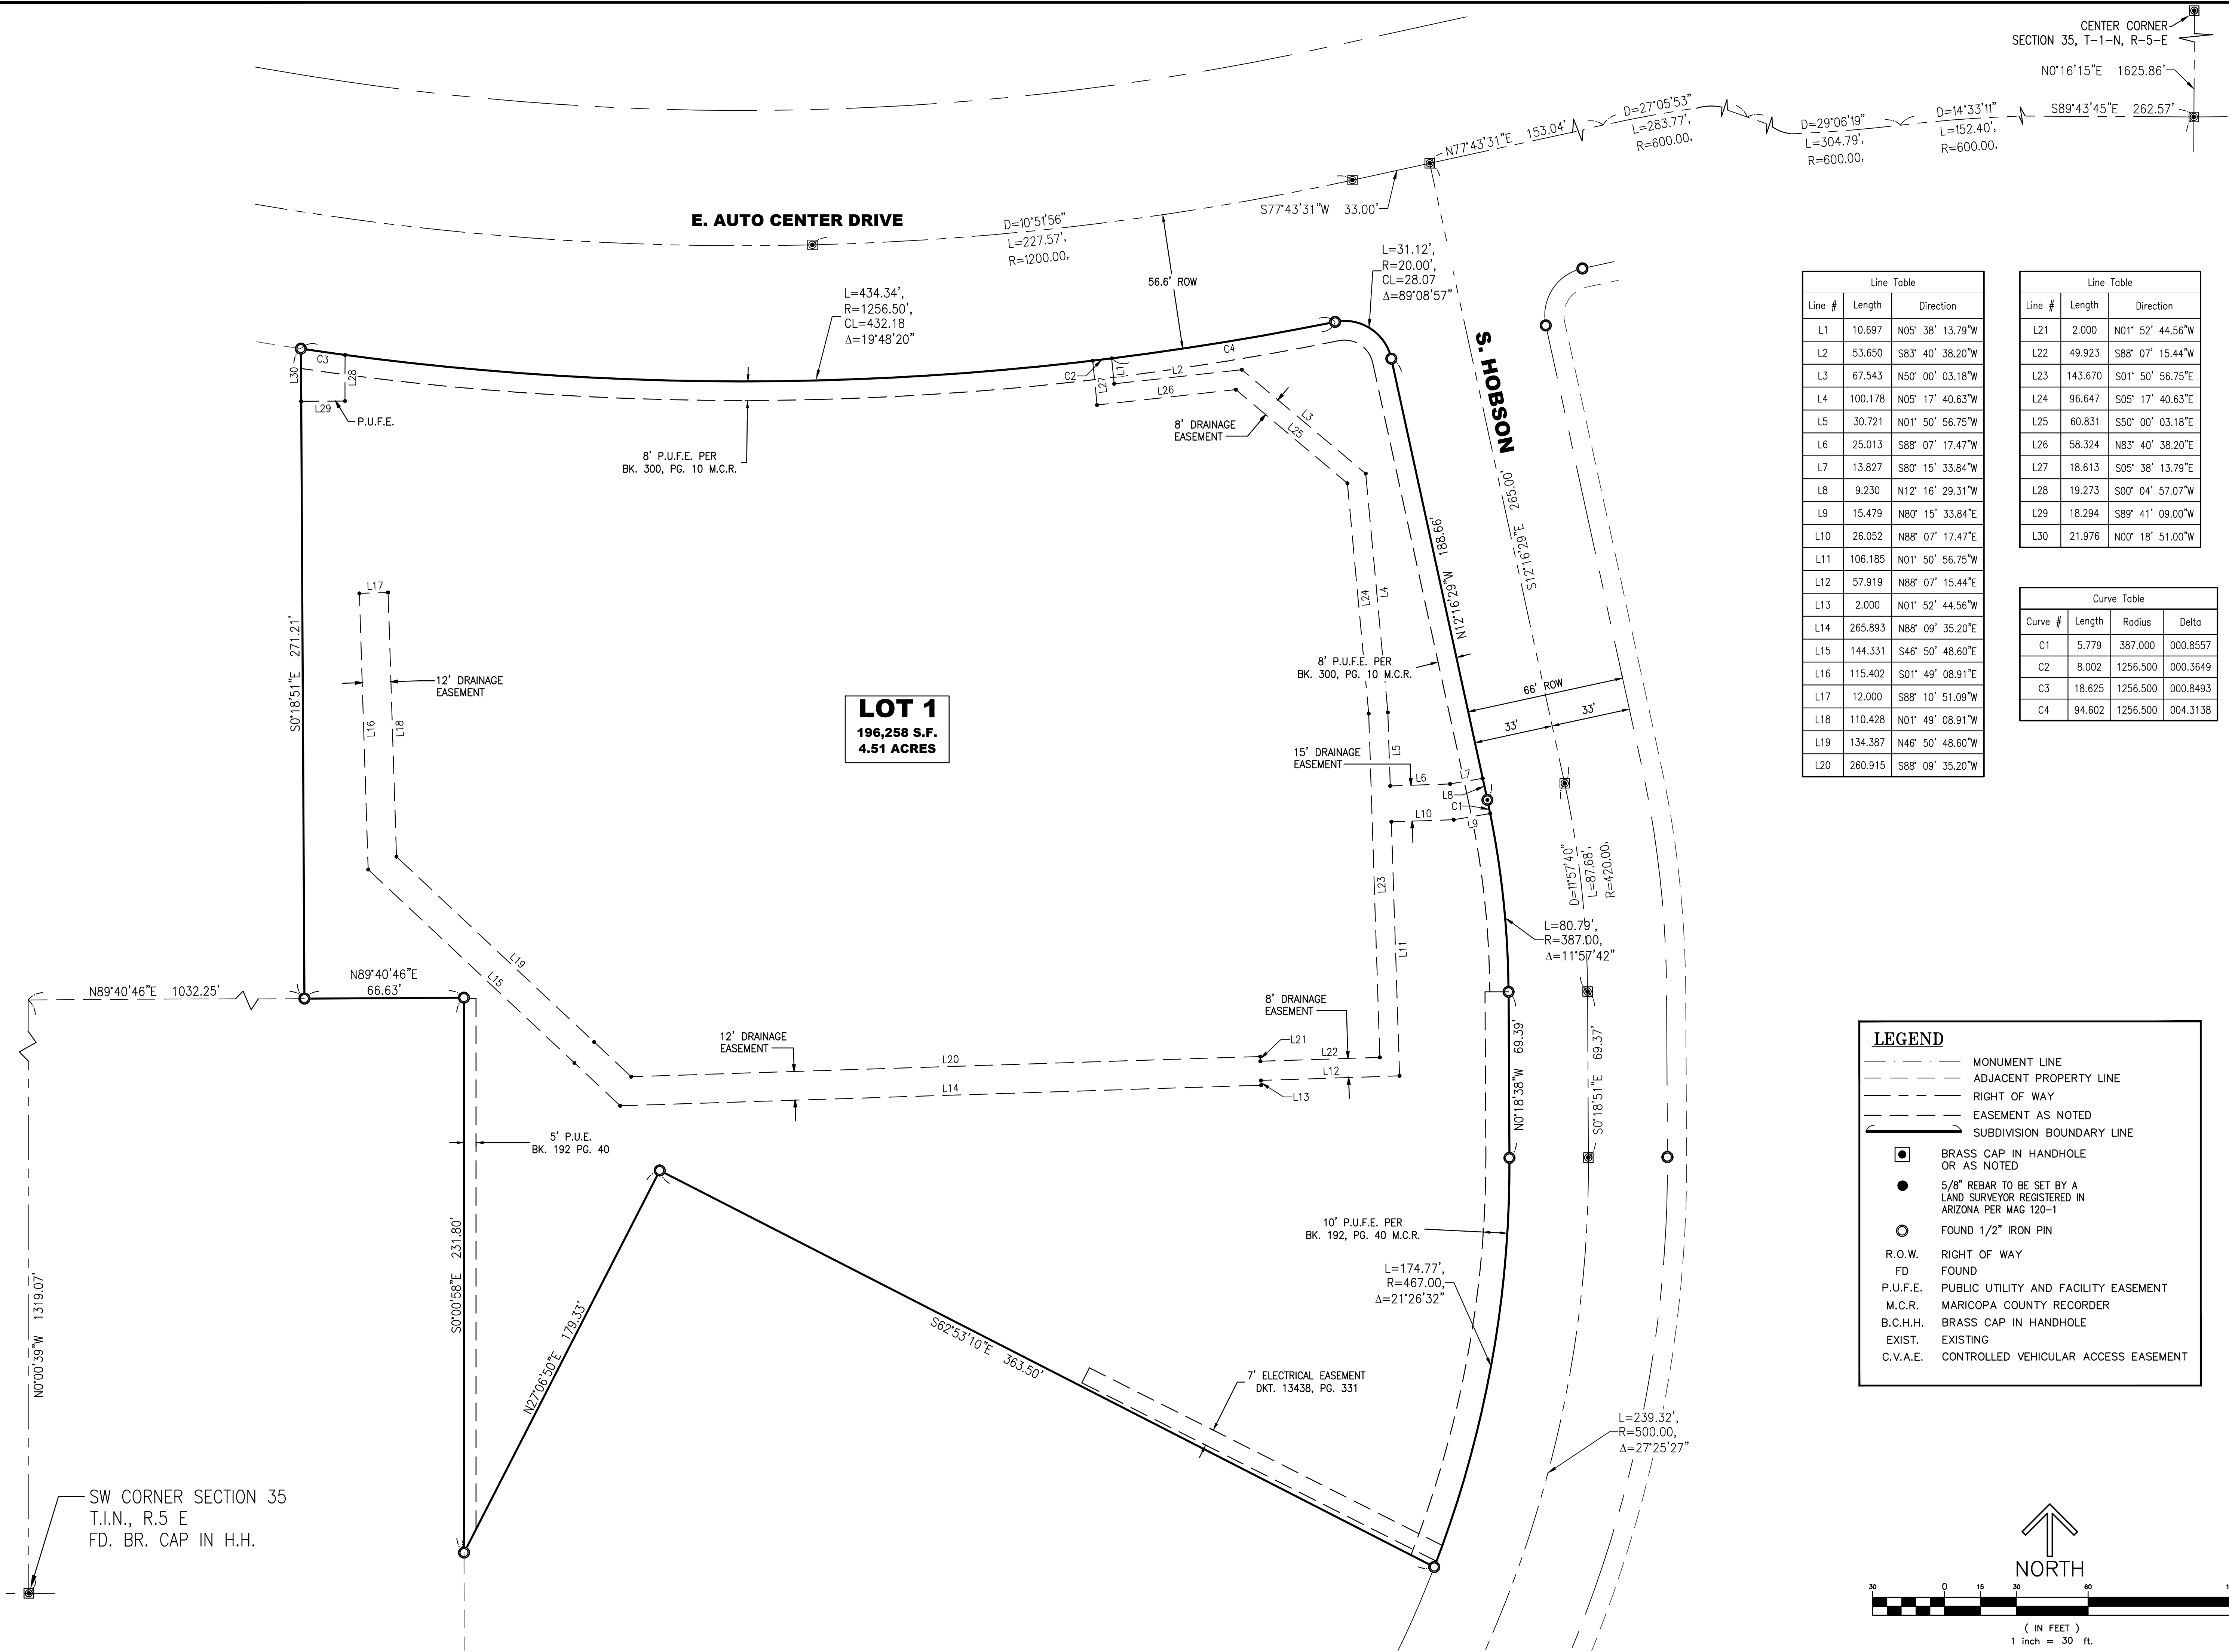 CENTER CORNER
SECTION 35, T-1-N, R-5-E
N0°16'15"E 1625.86'
S89°43'45"E 262.57'
D=14°33'11"
L=152.40',
R=600.00,
D=29°06'19"
L=304.79',
R=600.00,
D=27°05'53"
L=283.77',
R=600.00,
N77°43'31"E 153.04'
S77°43'31"W 33.00'
E. AUTO CENTER DRIVE
D=10°51'56"
L=227.57',
R=1200.00,
56.6' ROW
L=31.12',
R=20.00',
CL=28.07
Δ=89°08'57"
L=434.34',
R=1256.50',
CL=432.18
Δ=19°48'20"
S. HOBSON
S12°16'29"E 265.00'
C3
L30
L28
L29
P.U.F.E.
8' P.U.F.E. PER
BK. 300, PG. 10 M.C.R.
C2
L27
L1
L2
L26
C4
8' DRAINAGE
EASEMENT
L3
L25
L24
L4
N12°16'29"W 188.66'
8' P.U.F.E. PER
BK. 300, PG. 10 M.C.R.
66' ROW
33'
33'
S0°18'51"E 271.21'
L17
L16
L18
12' DRAINAGE
EASEMENT
LOT 1
196,258 S.F.
4.51 ACRES
15' DRAINAGE
EASEMENT
L5
L6
L7
L8
C1
L10
L9
L23
L11
D=11°57'40"
L=87.68',
R=420.00,
L=80.79',
R=387.00,
Δ=11°57'42"
N89°40'46"E 1032.25'
N89°40'46"E
66.63'
L19
L15
12' DRAINAGE
EASEMENT
L20
L14
8' DRAINAGE
EASEMENT
L21
L22
L12
L13
N0°18'38"W 69.39'
S0°18'51"E 69.37'
5' P.U.E.
BK. 192 PG. 40
S0°00'58"E 231.80'
N27°06'50"E 179.33'
S62°53'10"E 363.50'
10' P.U.F.E. PER
BK. 192, PG. 40 M.C.R.
L=174.77',
R=467.00,
Δ=21°26'32"
7' ELECTRICAL EASEMENT
DKT. 13438, PG. 331
L=239.32',
R=500.00,
Δ=27°25'27"
N0°00'39"W 1319.07'
SW CORNER SECTION 35
T.I.N., R.5 E
FD. BR. CAP IN H.H.
Line Table
Line # Length Direction
L1 10.697 N05° 38' 13.79"W
L2 53.650 S83° 40' 38.20"W
L3 67.543 N50° 00' 03.18"W
L4 100.178 N05° 17' 40.63"W
L5 30.721 N01° 50' 56.75"W
L6 25.013 S88° 07' 17.47"W
L7 13.827 S80° 15' 33.84"W
L8 9.230 N12° 16' 29.31"W
L9 15.479 N80° 15' 33.84"E
L10 26.052 N88° 07' 17.47"E
L11 106.185 N01° 50' 56.75"W
L12 57.919 N88° 07' 15.44"E
L13 2.000 N01° 52' 44.56"W
L14 265.893 N88° 09' 35.20"E
L15 144.331 S46° 50' 48.60"E
L16 115.402 S01° 49' 08.91"E
L17 12.000 S88° 10' 51.09"W
L18 110.428 N01° 49' 08.91"W
L19 134.387 N46° 50' 48.60"W
L20 260.915 S88° 09' 35.20"W
Line Table
Line # Length Direction
L21 2.000 N01° 52' 44.56"W
L22 49.923 S88° 07' 15.44"W
L23 143.670 S01° 50' 56.75"E
L24 96.647 S05° 17' 40.63"E
L25 60.831 S50° 00' 03.18"E
L26 58.324 N83° 40' 38.20"E
L27 18.613 S05° 38' 13.79"E
L28 19.273 S00° 04' 57.07"W
L29 18.294 S89° 41' 09.00"W
L30 21.976 N00° 18' 51.00"W
Curve Table
Curve # Length Radius Delta
C1 5.779 387.000 000.8557
C2 8.002 1256.500 000.3649
C3 18.625 1256.500 000.8493
C4 94.602 1256.500 004.3138
LEGEND
MONUMENT LINE
ADJACENT PROPERTY LINE
RIGHT OF WAY
EASEMENT AS NOTED
SUBDIVISION BOUNDARY LINE
BRASS CAP IN HANDHOLE
OR AS NOTED
5/8" REBAR TO BE SET BY A
LAND SURVEYOR REGISTERED IN
ARIZONA PER MAG 120-1
FOUND 1/2" IRON PIN
R.O.W. RIGHT OF WAY
FD FOUND
P.U.F.E. PUBLIC UTILITY AND FACILITY EASEMENT
M.C.R. MARICOPA COUNTY RECORDER
B.C.H.H. BRASS CAP IN HANDHOLE
EXIST. EXISTING
C.V.A.E. CONTROLLED VEHICULAR ACCESS EASEMENT
NORTH
30 0 15 30 60
( IN FEET )
1 inch = 30 ft.